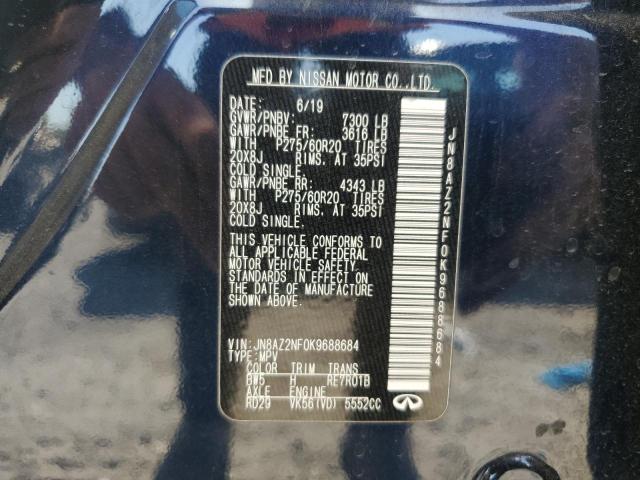 MFD BY NISSAN MOTOR CO., LTD.
DATE: 6/19
GVWR/PNBV: 7300 LB
GAWR/PNBE FR: 3616 LB
WITH P275/60R20 TIRES
20X8J RIMS. AT 35PSI
COLD SINGLE.
GAWR/PNBE RR: 4343 LB
WITH P275/60R20 TIRES
20X8J RIMS. AT 35PSI
COLD SINGLE.
THIS VEHICLE CONFORMS TO
ALL APPLICABLE FEDERAL
MOTOR VEHICLE SAFETY
STANDARDS IN EFFECT ON
THE DATE OF MANUFACTURE
SHOWN ABOVE.
VIN: JN8AZ2NF0K9688684
TYPE: MPV
COLOR TRIM TRANS
BW5 H RE7R01B
AXLE ENGINE
RD29 VK56(VD) 5552CC
JN8AZ2NF0K9688684